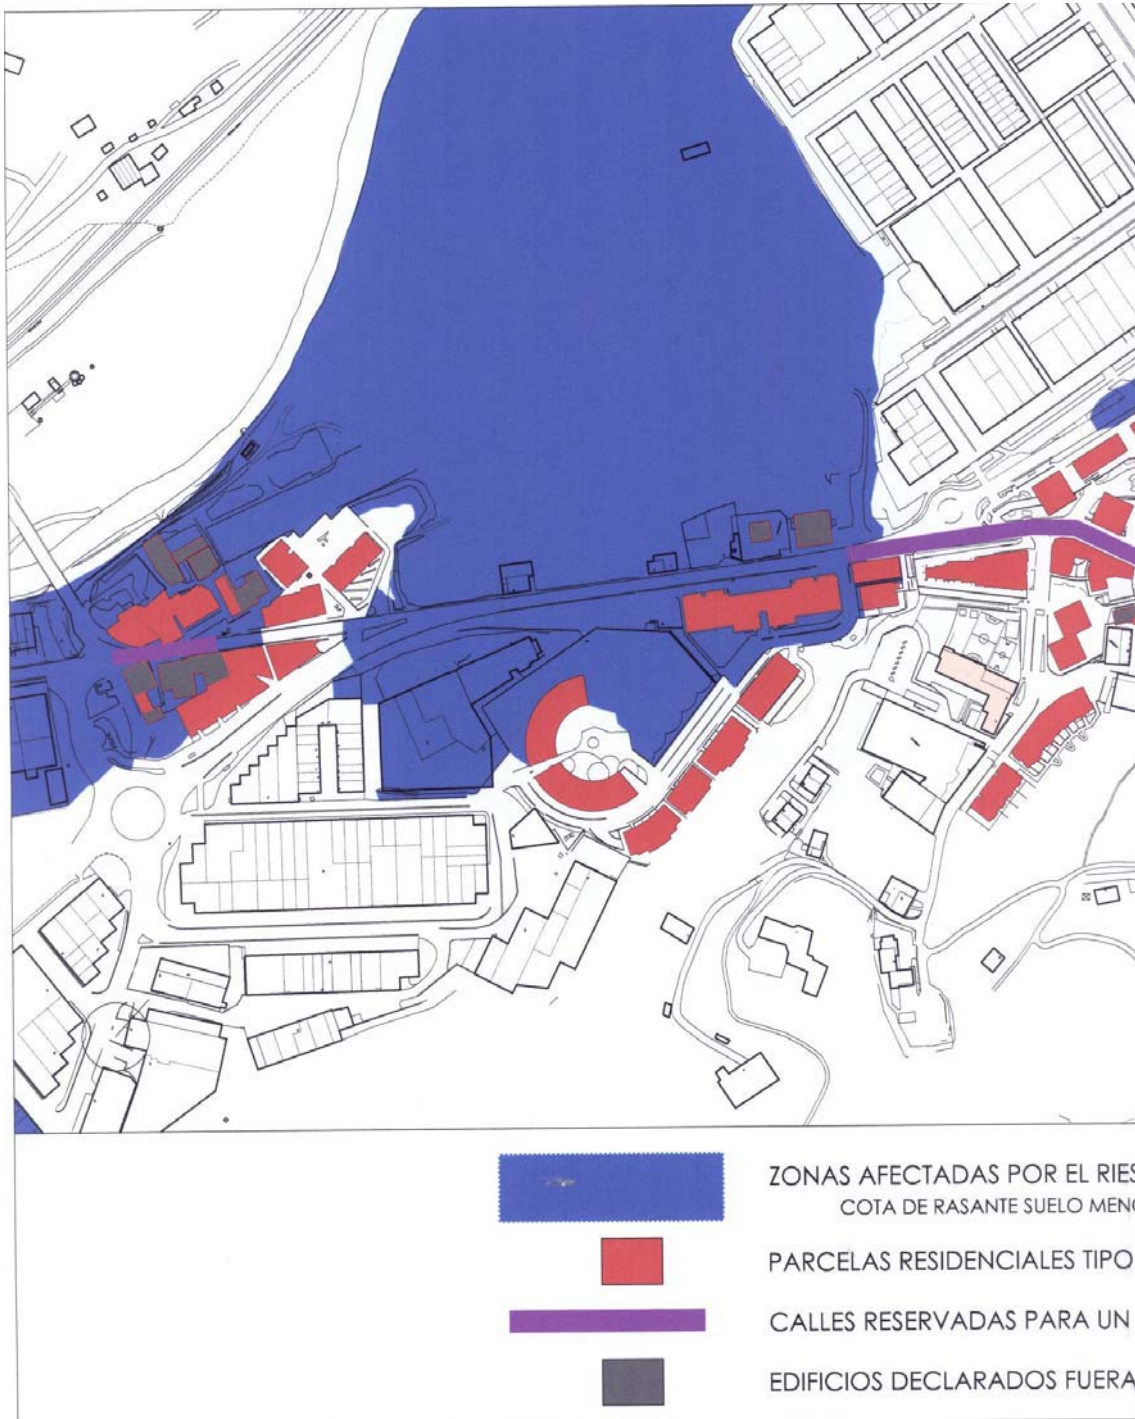 ZONAS AFECTADAS POR EL RIES
COTA DE RASANTE SUELO MENO
PARCELAS RESIDENCIALES TIPO
CALLES RESERVADAS PARA UN
EDIFICIOS DECLARADOS FUERA